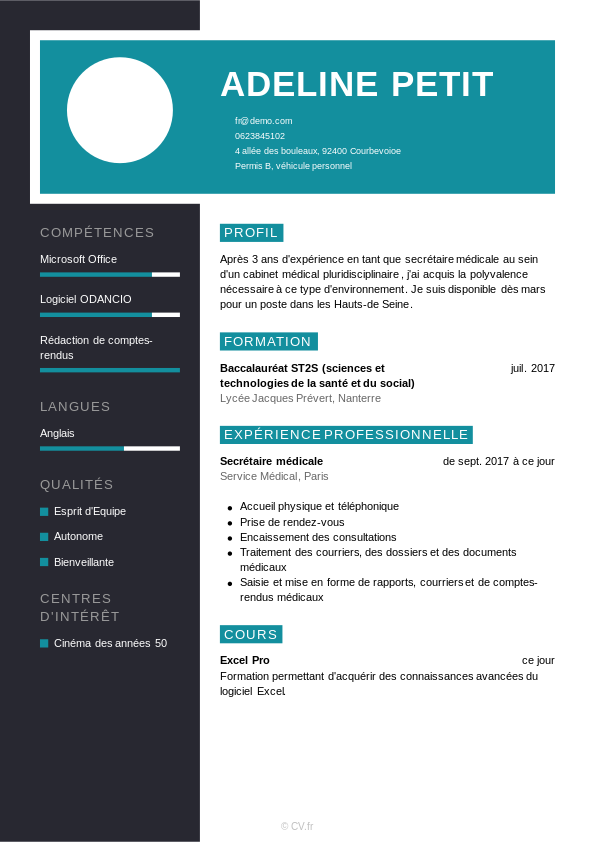 ADELINE PETIT
fr@demo.com
0623845102
4 allée des bouleaux, 92400 Courbevoioe
Permis B, véhicule personnel
COMPÉTENCES
Microsoft Office
Logiciel ODANCIO
Rédaction de comptes-
rendus
LANGUES
Anglais
QUALITÉS
Esprit d'Equipe
Autonome
Bienveillante
CENTRES
D'INTÉRÊT
Cinéma des années 50
PROFIL
Après 3 ans d'expérience en tant que secrétaire médicale au sein
d'un cabinet médical pluridisciplinaire, j'ai acquis la polyvalence
nécessaire à ce type d'environnement. Je suis disponible dès mars
pour un poste dans les Hauts-de Seine.
FORMATION
Baccalauréat ST2S (sciences et juil. 2017
technologies de la santé et du social)
Lycée Jacques Prévert, Nanterre
EXPÉRIENCE PROFESSIONNELLE
Secrétaire médicale de sept. 2017 à ce jour
Service Médical, Paris
• Accueil physique et téléphonique
• Prise de rendez-vous
• Encaissement des consultations
• Traitement des courriers, des dossiers et des documents
médicaux
• Saisie et mise en forme de rapports, courriers et de comptes-
rendus médicaux
COURS
Excel Pro ce jour
Formation permettant d'acquérir des connaissances avancées du
logiciel Excel.
© CV.fr